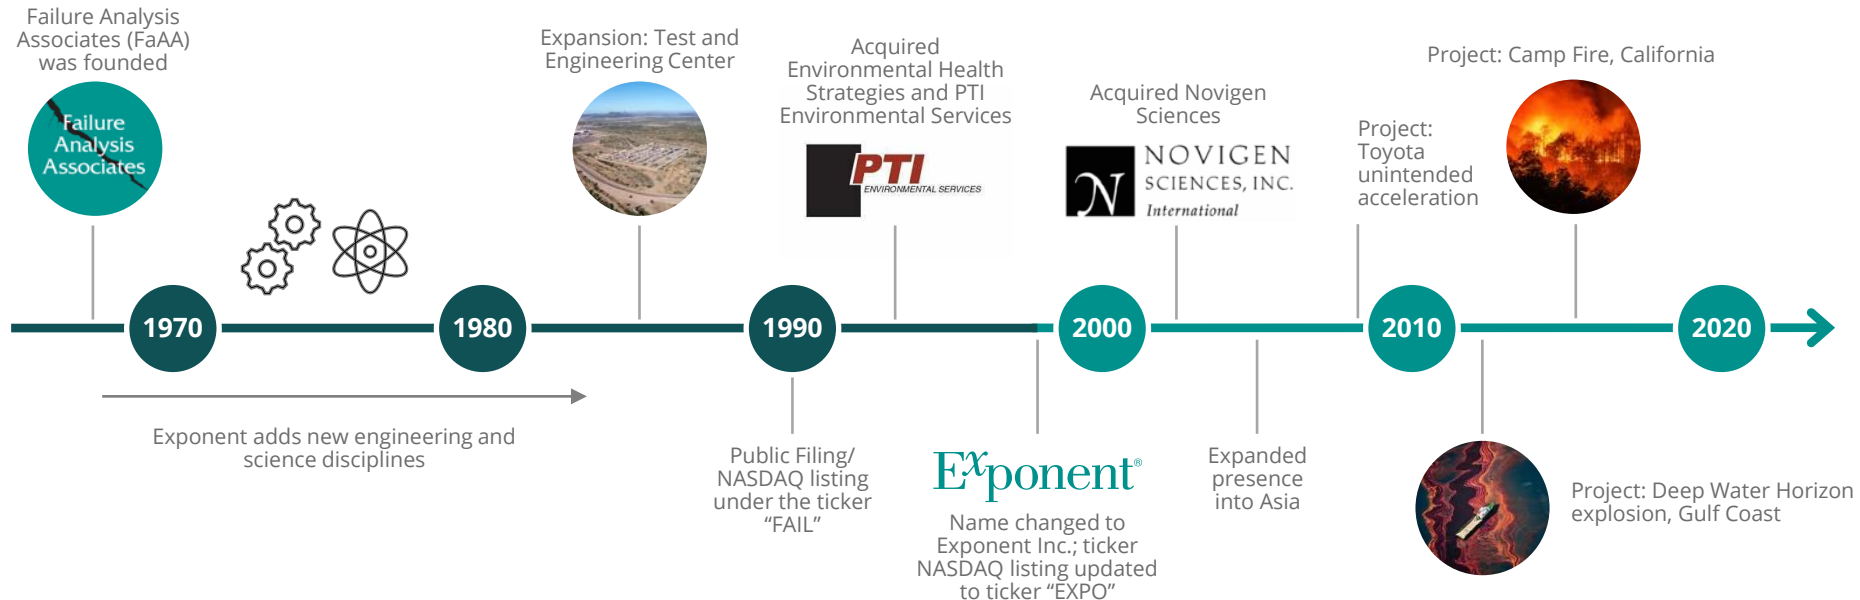 Failure Analysis
Associates (FaAA)
was founded
Failure
Analysis
Associates
Expansion: Test and
Engineering Center
Acquired
Environmental Health
Strategies and PTI
Environmental Services
PTI
ENVIRONMENTAL SERVICES
Acquired Novigen
Sciences
N
NOVIGEN
SCIENCES, INC.
International
Project:
Toyota
unintended
acceleration
Project: Camp Fire, California
1970
1980
1990
2000
2010
2020
Exponent adds new engineering and
science disciplines
Public Filing/
NASDAQ listing
under the ticker
“FAIL”
Exponent®
Name changed to
Exponent Inc.; ticker
NASDAQ listing updated
to ticker “EXPO”
Expanded
presence
into Asia
Project: Deep Water Horizon
explosion, Gulf Coast